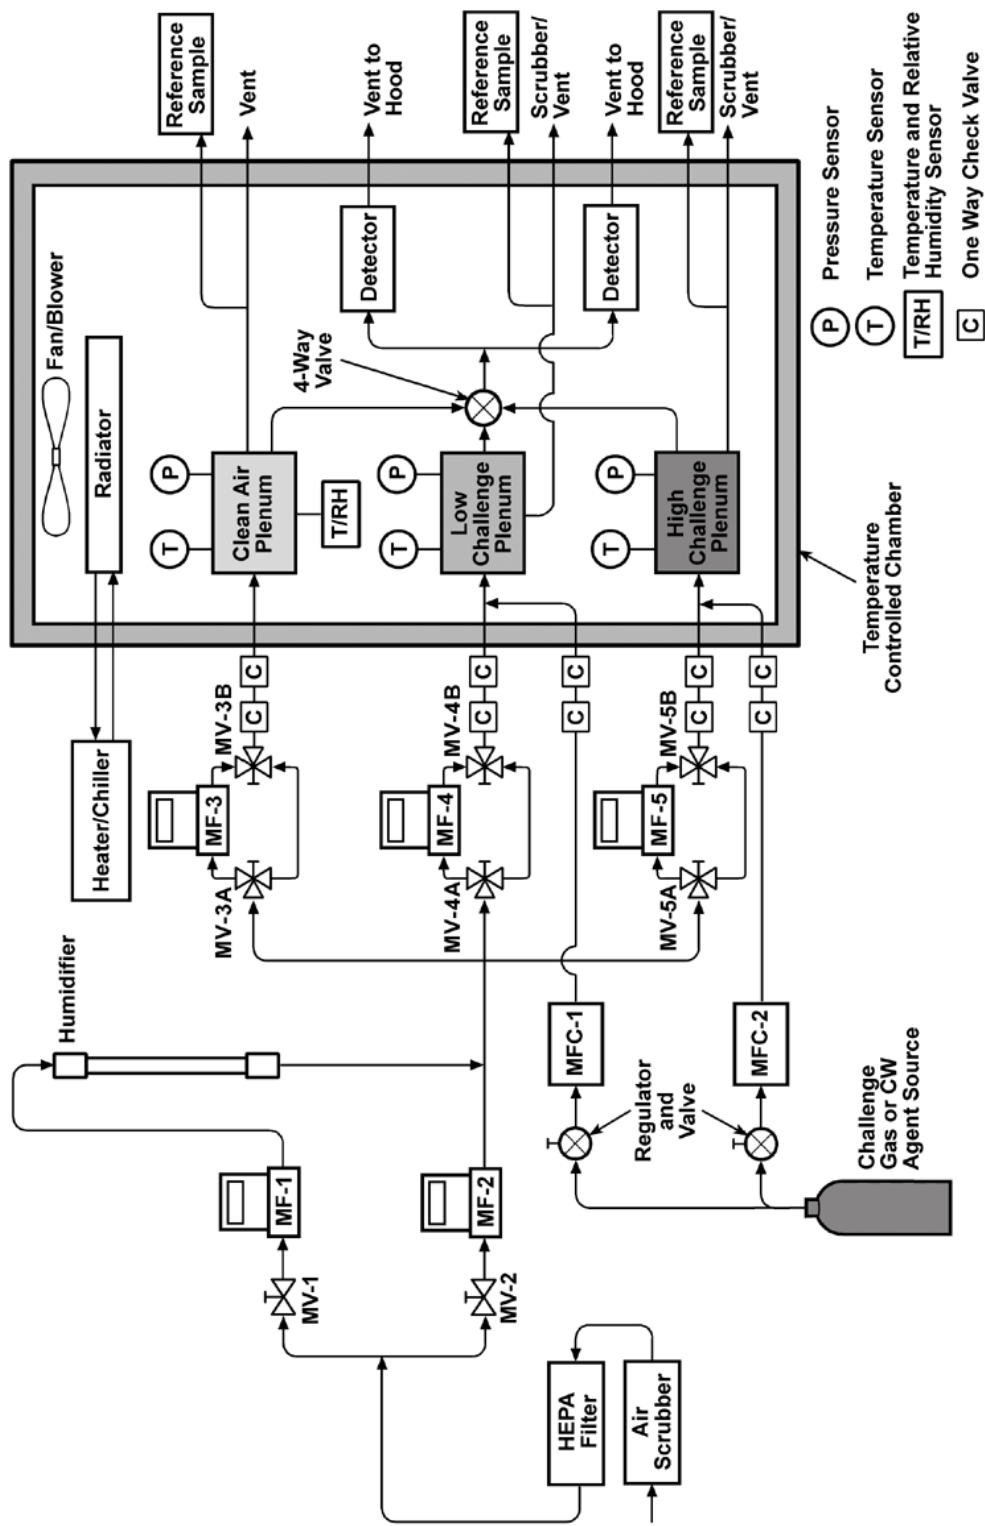 Reference
Sample
Vent
Vent to
Hood
Reference
Sample
Scrubber/
Vent
Vent to
Hood
Reference
Sample
Scrubber/
Vent
Fan/Blower
Radiator
Detector
Detector
4-Way
Valve
P
T
Clean Air
Plenum
T/RH
P
T
Low
Challenge
Plenum
P
T
High
Challenge
Plenum
Temperature
Controlled Chamber
P
Pressure Sensor
T
Temperature Sensor
T/RH
Temperature and Relative
Humidity Sensor
C
One Way Check Valve
Heater/Chiller
MV-3B
C
C
MF-3
MV-3A
MV-4B
C
C
MF-4
MV-4A
C
C
MV-5B
C
C
MF-5
MV-5A
C
C
Humidifier
MFC-1
MFC-2
Regulator
and
Valve
Challenge
Gas or CW
Agent Source
MF-1
MV-1
MF-2
MV-2
HEPA
Filter
Air
Scrubber